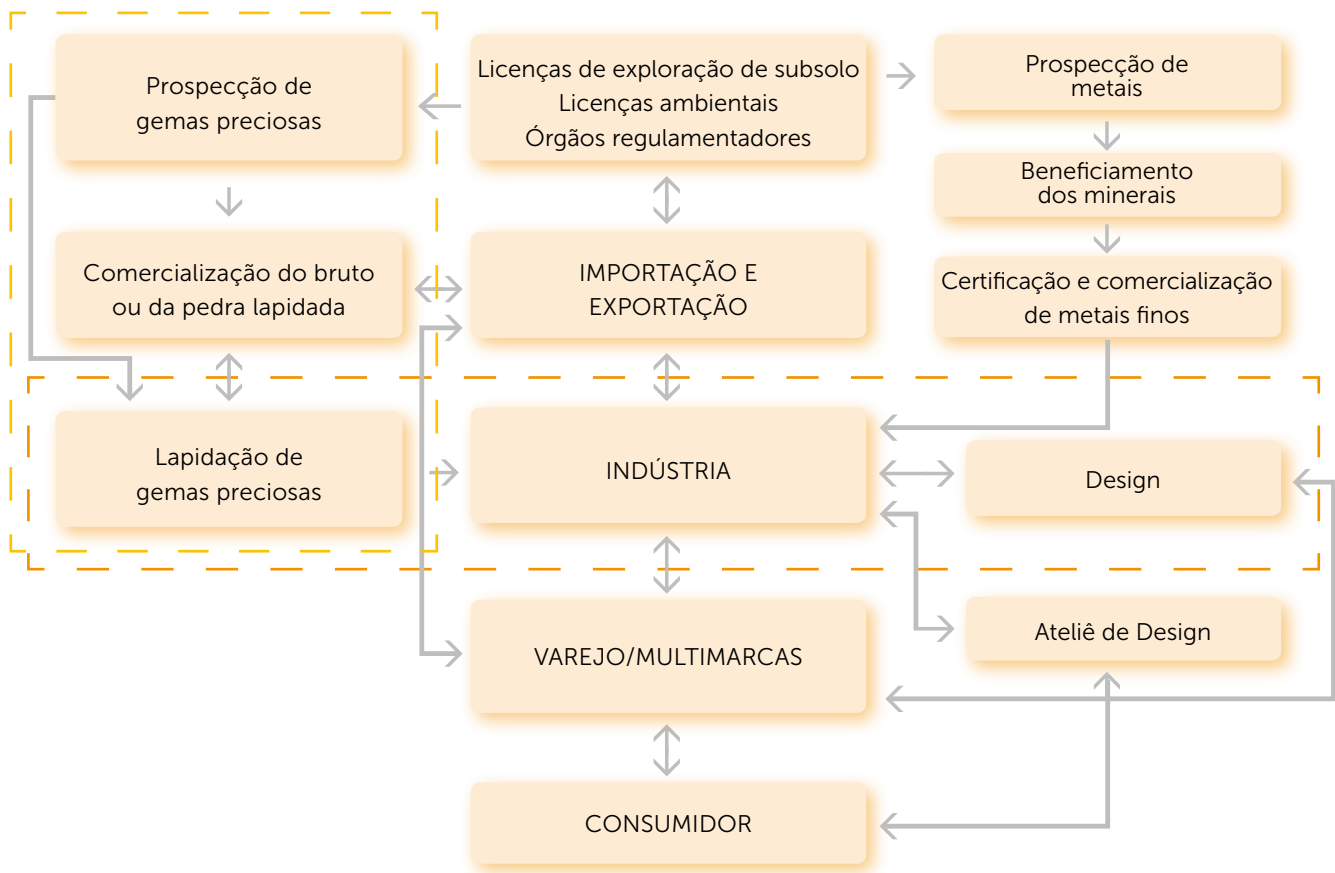 Prospecção de
gemas preciosas
Licenças de exploração de subsolo
Licenças ambientais
Órgãos regulamentadores
Prospecção de
metais
Beneficiamento
dos minerais
Comercialização do bruto
ou da pedra lapidada
IMPORTAÇÃO E
EXPORTAÇÃO
Certificação e comercialização
de metais finos
Lapidação de
gemas preciosas
INDÚSTRIA
Design
VAREJO/MULTIMARCAS
Ateliê de Design
CONSUMIDOR